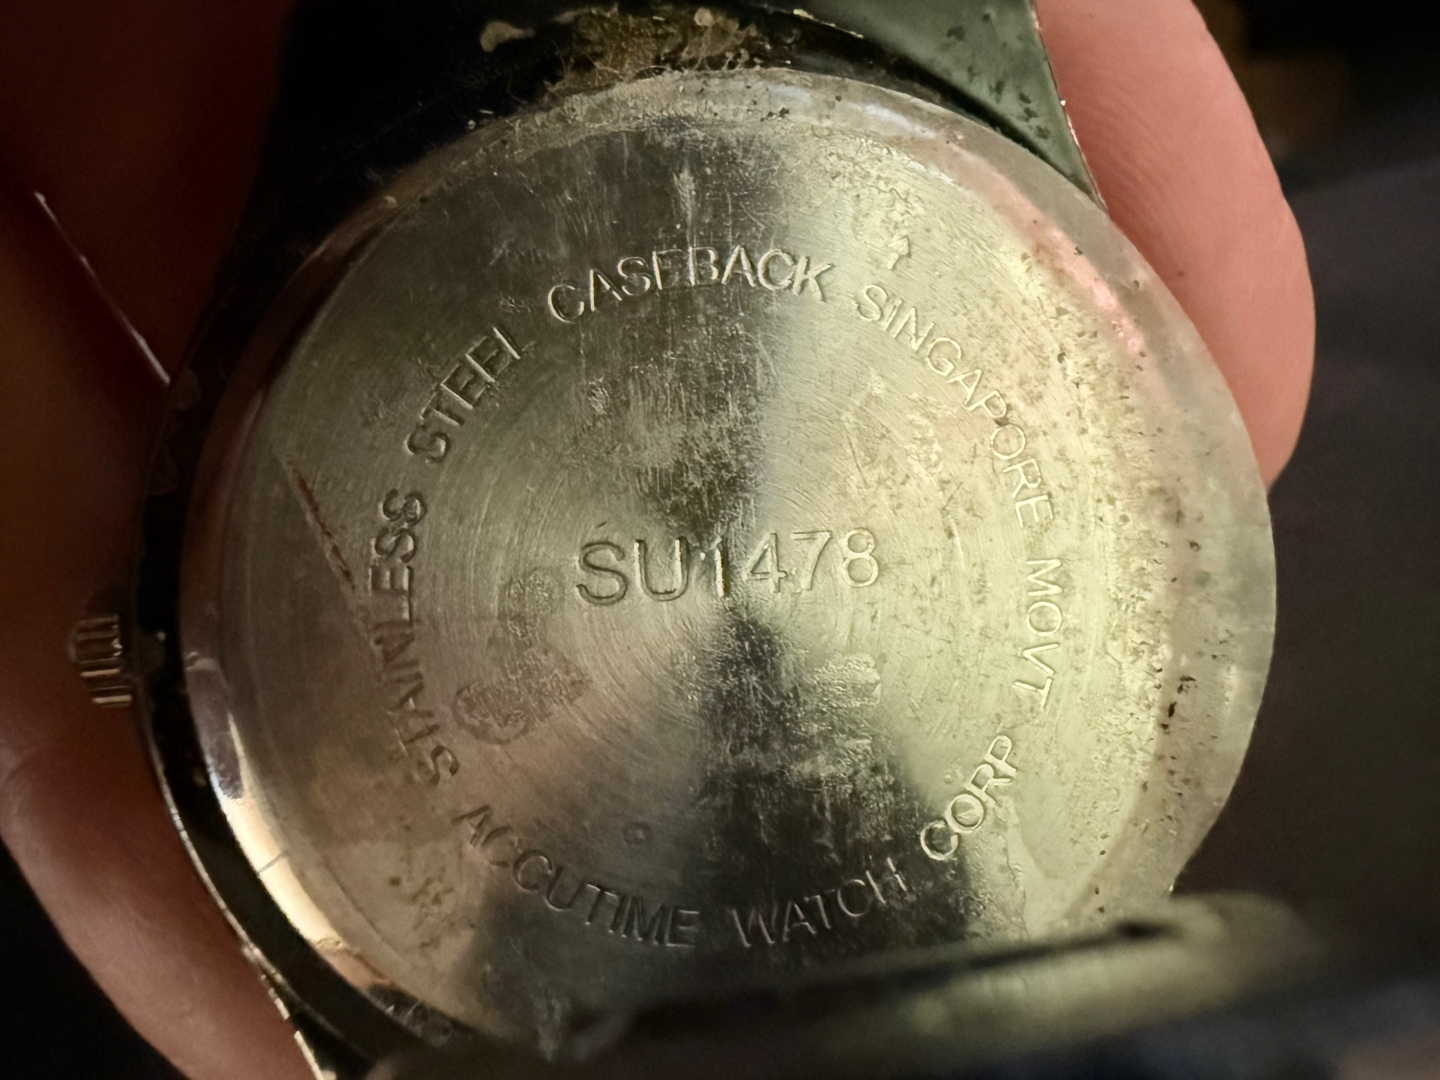 STAINLESS STEEL CASEBACK SINGAPORE MOVT
ACCUTIME WATCH CORP
SU1478